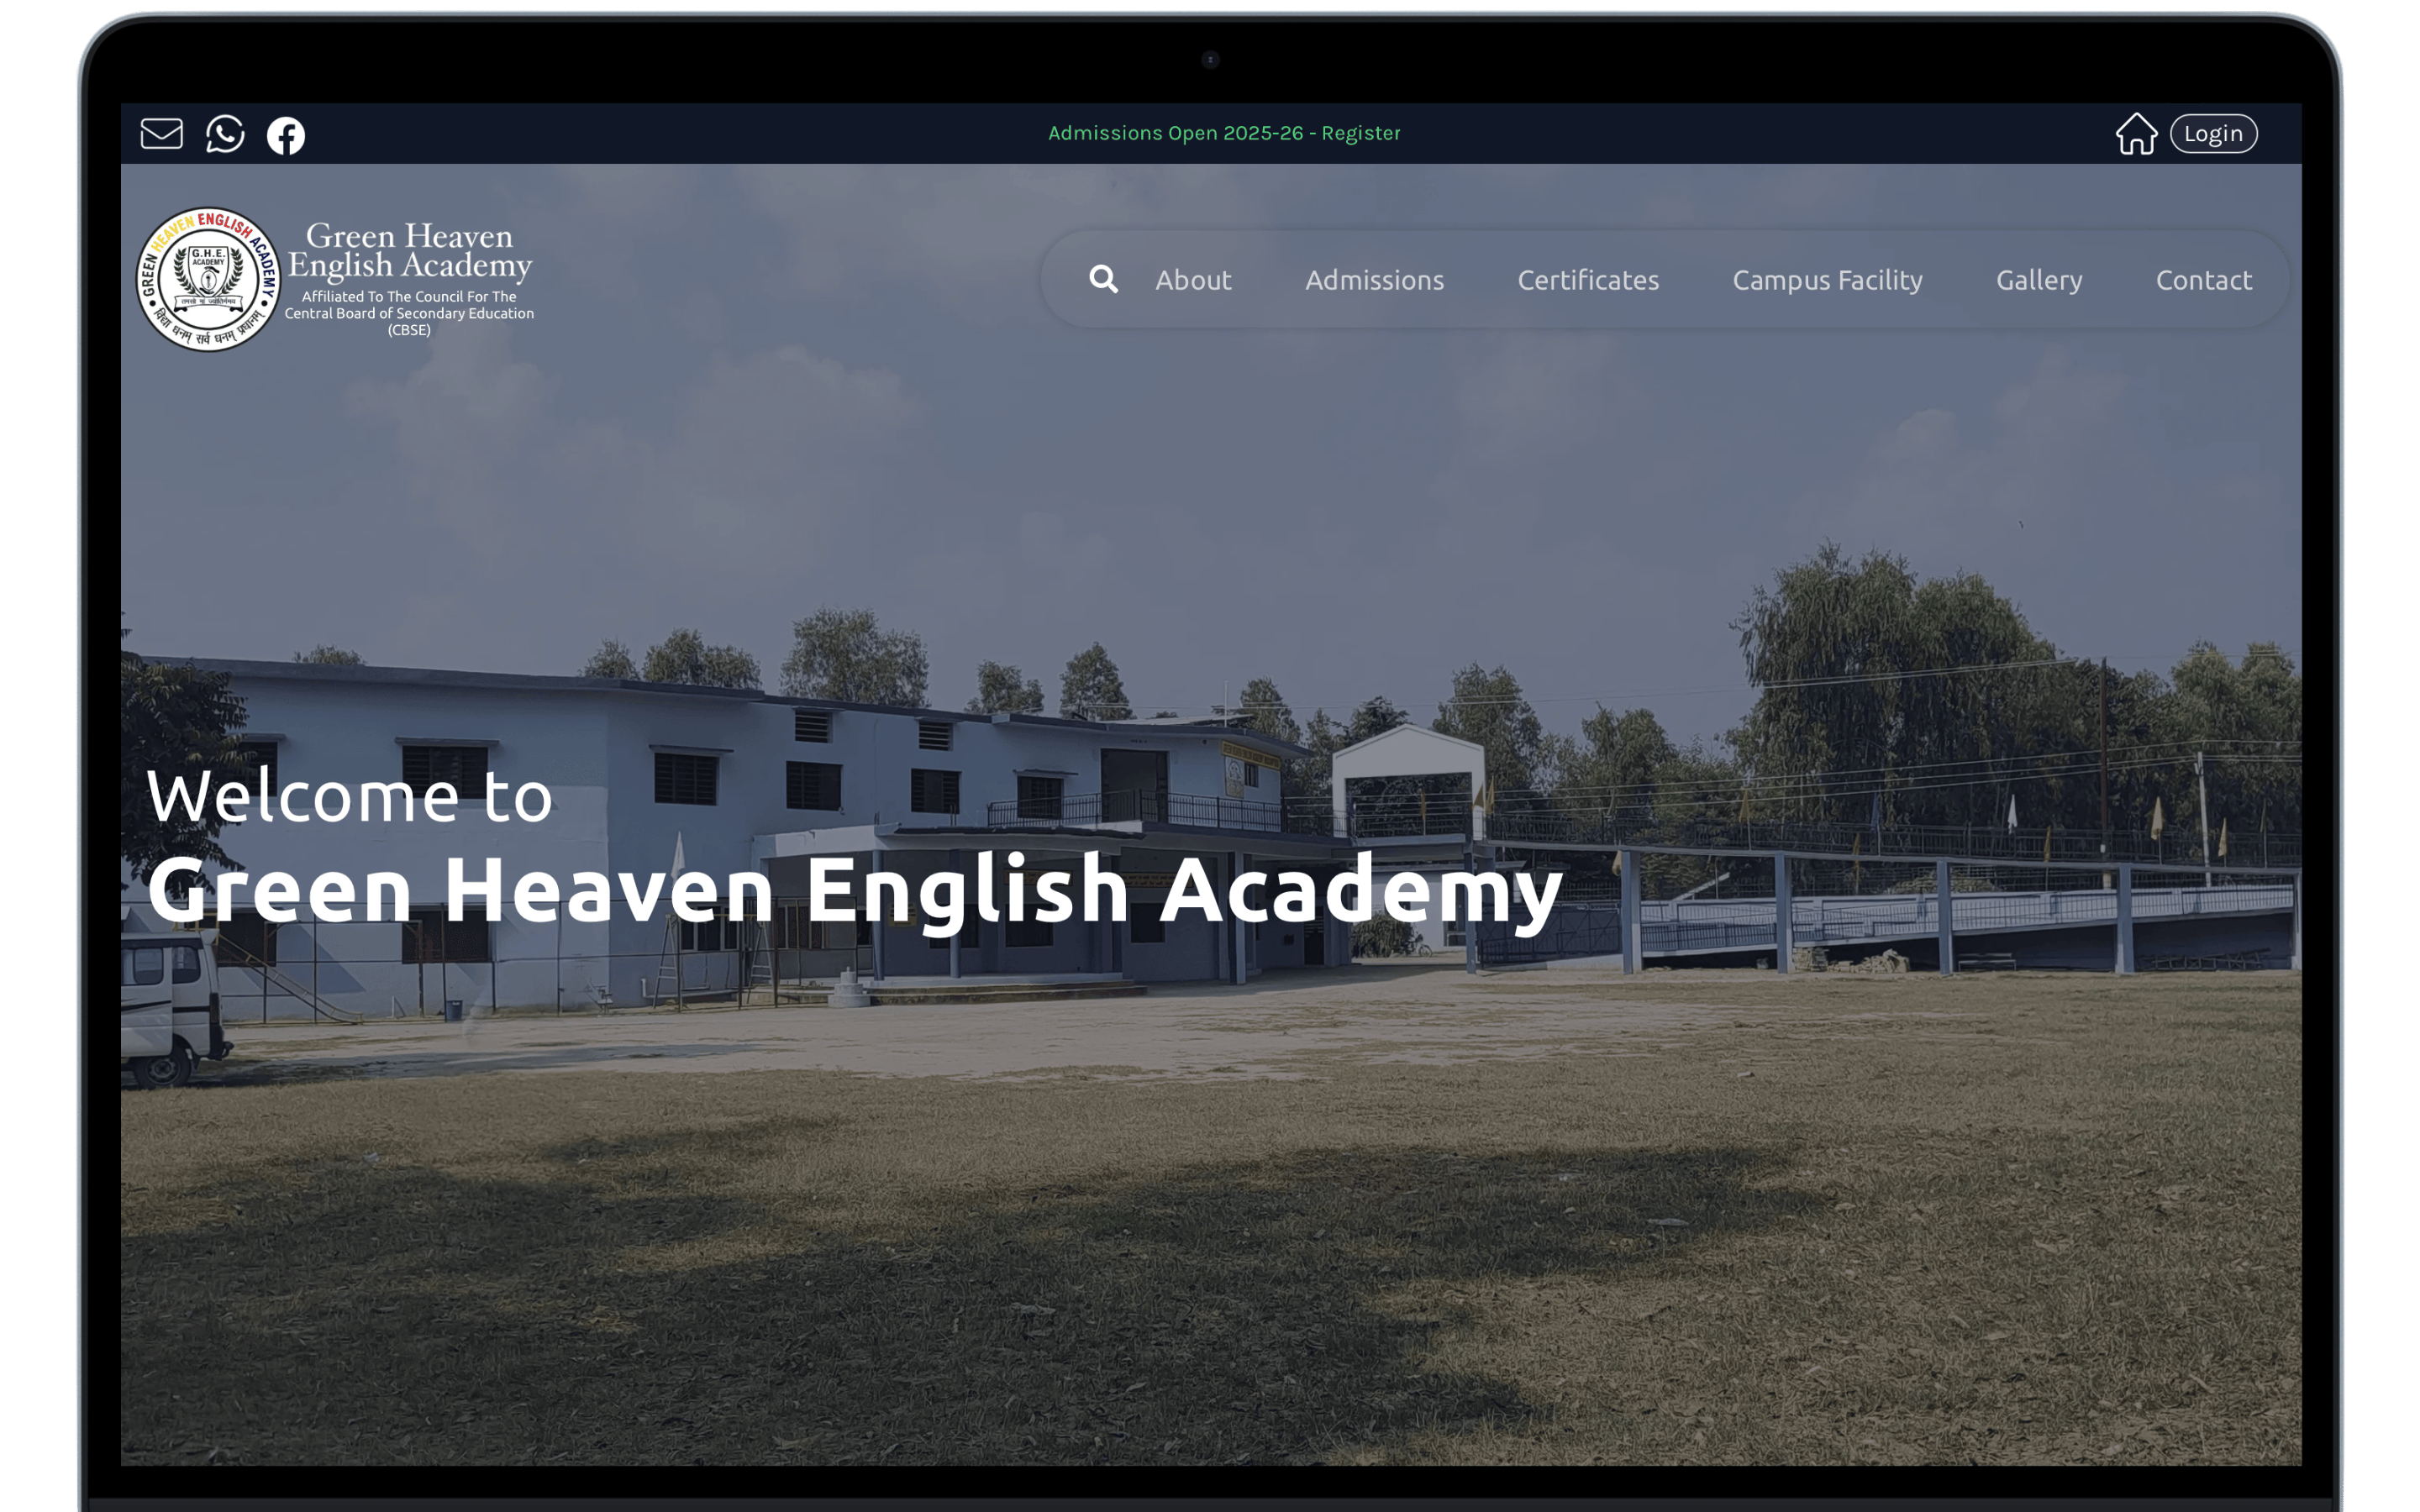 Admissions Open 2025-26 - Register
Login
GREEN HEAVEN ENGLISH ACADEMY
G.H.E.
ACADEMY
तमसो मां ज्योतिर्गमय
विद्या धनम् सर्व धनम् प्रधानम्
Green Heaven
English Academy
Affiliated To The Council For The
Central Board of Secondary Education
(CBSE)
About
Admissions
Certificates
Campus Facility
Gallery
Contact
Welcome to
Green Heaven English Academy